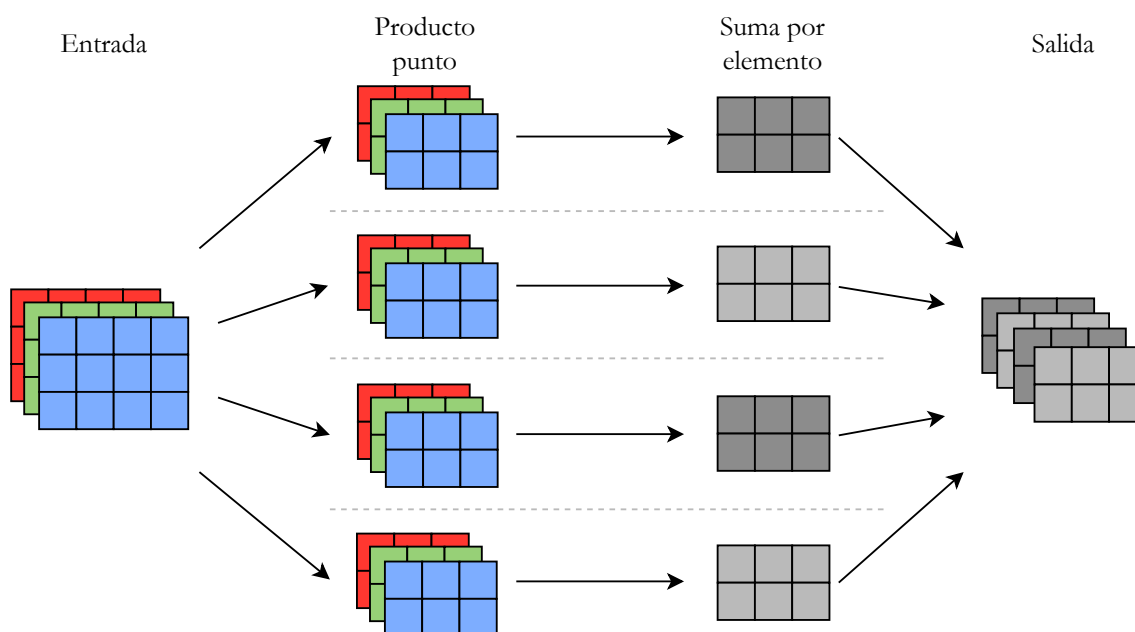 Entrada
Producto
punto
Suma por
elemento
Salida